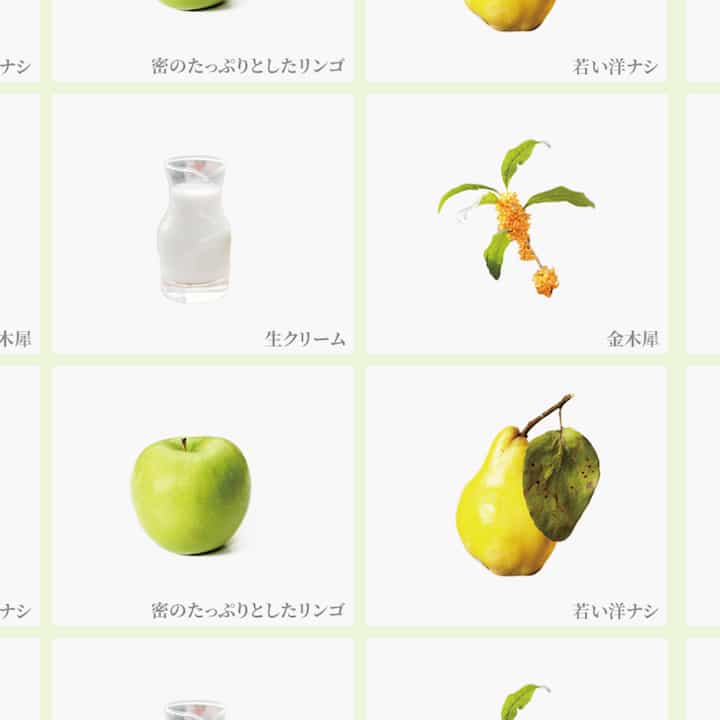 ナシ
密のたっぷりとしたリンゴ
若い洋ナシ
木犀
生クリーム
金木犀
ナシ
密のたっぷりとしたリンゴ
若い洋ナシ